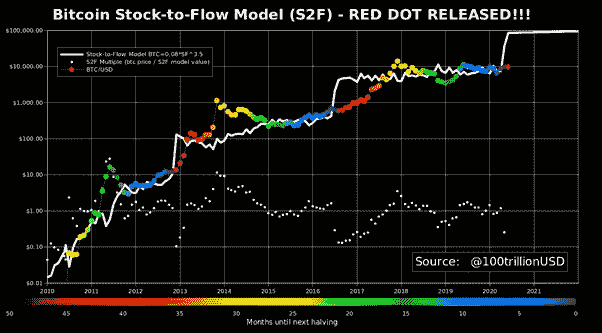 Bitcoin Stock-to-Flow Model (S2F) - RED DOT RELEASED!!!
$100,000.00
Stock-to-Flow Model BTC=0.08*SF^3.5
S2F Multiple (btc price / S2F model value)
BTC/USD
$10,000.00
$1,000.00
$100.00
$10.00
$1.00
$0.10
Source: @100trillionUSD
$0.01
2010 2011 2012 2013 2014 2015 2016 2017 2018 2019 2020 2021
50 45 40 35 30 25 20 15 10 5 0
Months until next halving